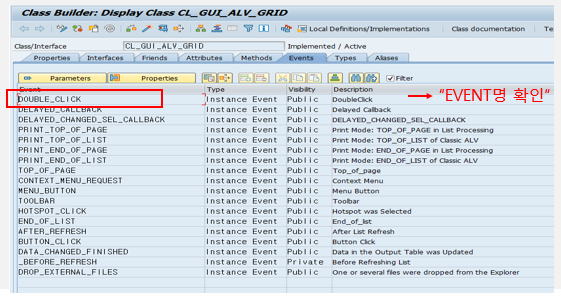 Class Builder: Display Class CL_GUI_ALV_GRID
Local Definitions/Implementations Class documentation Te
Class/Interface CL_GUI_ALV_GRID Implemented / Active
Properties Interfaces Friends Attributes Methods Events Types Aliases
Parameters Properties Filter
Event Type Visibility Description
DOUBLE_CLICK Instance Event Public DoubleClick "EVENT명 확인"
DELAYED_CALLBACK Instance Event Public Delayed Callback
DELAYED_CHANGED_SEL_CALLBACK Instance Event Public DELAYED_CHANGED_SEL_CALLBACK
PRINT_TOP_OF_PAGE Instance Event Public Print Mode: TOP_OF_PAGE in List Processing
PRINT_TOP_OF_LIST Instance Event Public Print Mode: TOP_OF_LIST of Classic ALV
PRINT_END_OF_PAGE Instance Event Public Print Mode: END_OF_PAGE in List Processing
PRINT_END_OF_LIST Instance Event Public Print Mode: END_OF_LIST of Classic ALV
TOP_OF_PAGE Instance Event Public Top_of_page
CONTEXT_MENU_REQUEST Instance Event Public Context Menu
MENU_BUTTON Instance Event Public Menu Button
TOOLBAR Instance Event Public Toolbar
HOTSPOT_CLICK Instance Event Public Hotspot was Selected
END_OF_LIST Instance Event Public End_of_list
AFTER_REFRESH Instance Event Public After List Refresh
BUTTON_CLICK Instance Event Public Button Click
DATA_CHANGED_FINISHED Instance Event Public Data in the Output Table was Updated
_BEFORE_REFRESH Instance Event Private Before Refreshing List
DROP_EXTERNAL_FILES Instance Event Public One or several files were dropped from the Explorer